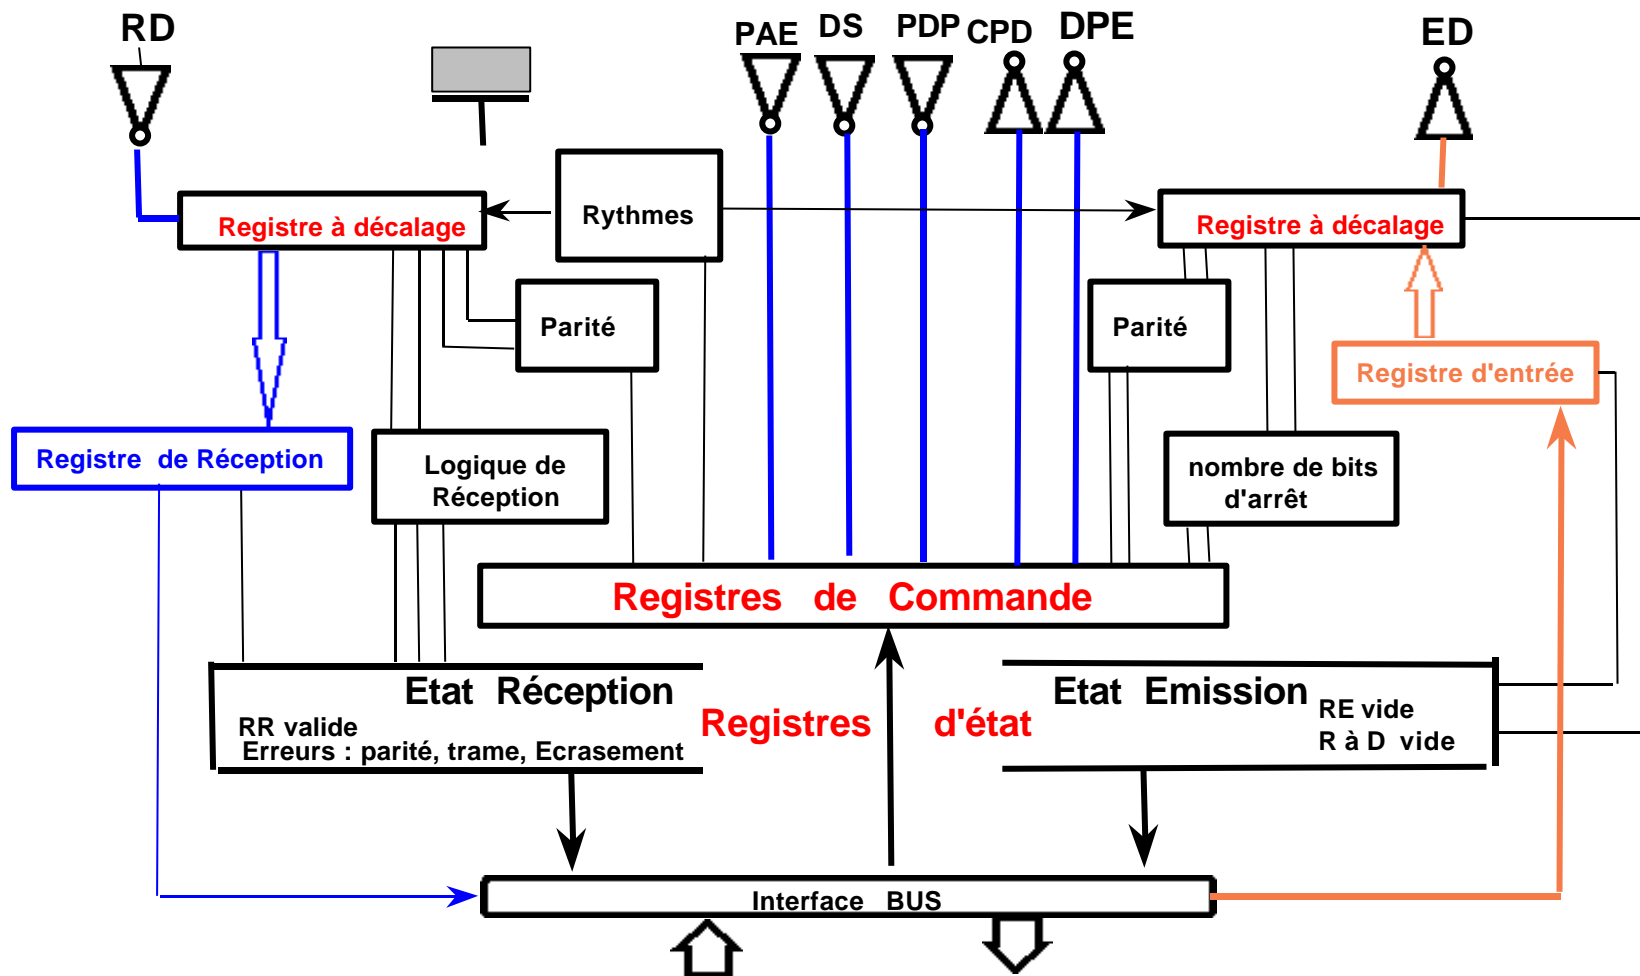 RD
PAE
DS
PDP
CPD
DPE
ED
Rythmes
Registre à décalage
Registre à décalage
Parité
Parité
Registre d'entrée
Registre de Réception
Logique de
Réception
nombre de bits
d'arrêt
Registres de Commande
Etat Réception
RR valide
Erreurs : parité, trame, Ecrasement
Registres d'état
Etat Emission
RE vide
R à D vide
Interface BUS